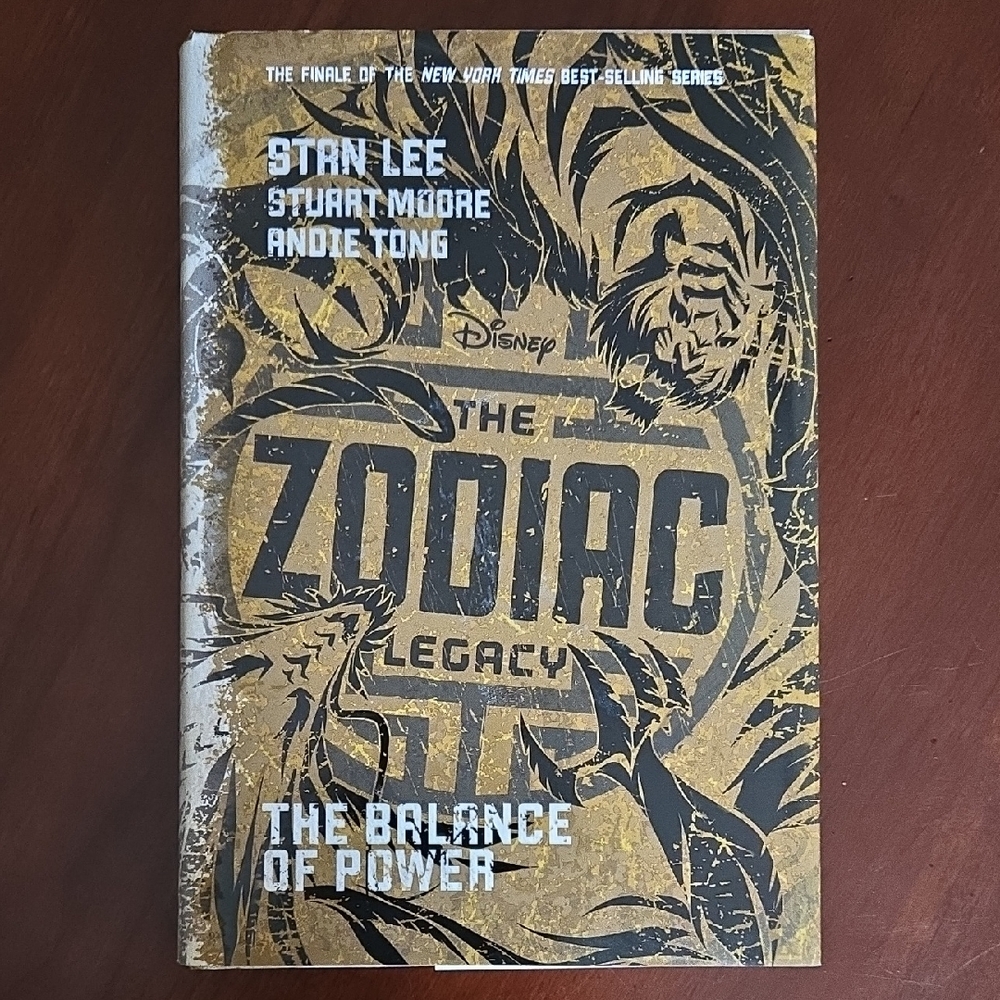 THE FINALE OF THE NEW YORK TIMES BEST-SELLING SERIES
STAN LEE
STUART MOORE
ANDIE TONG
DISNEY
THE
ZODIAC
LEGACY
THE BALANCE
OF POWER